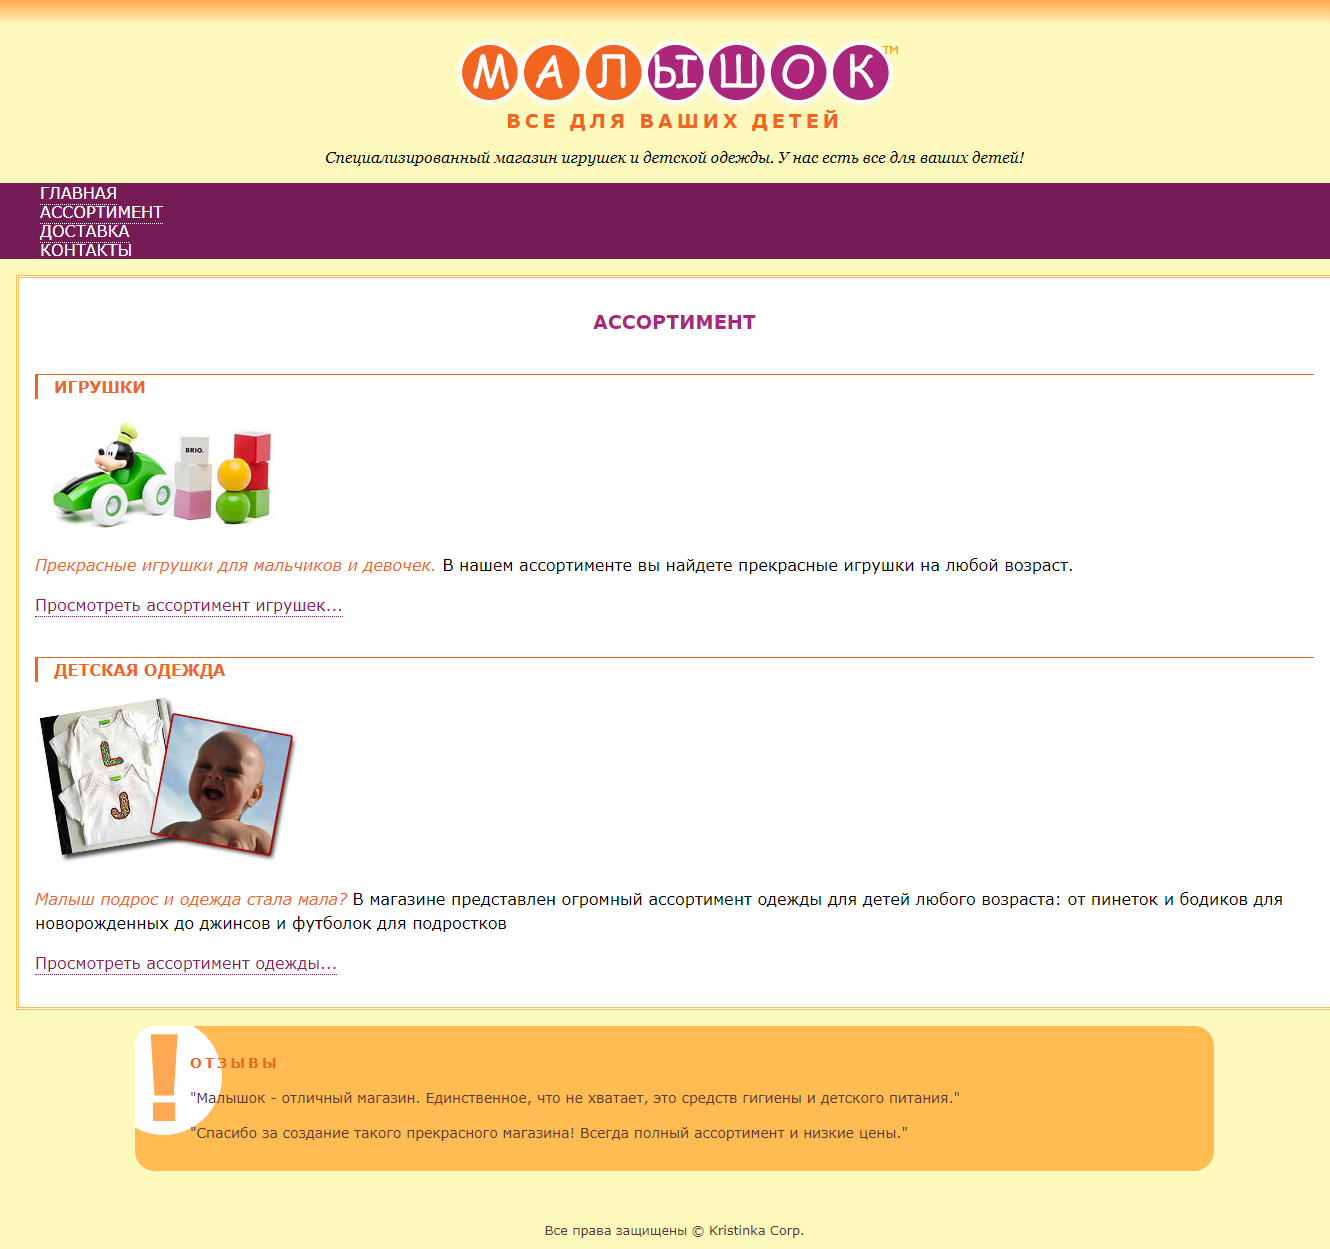 МАЛЫШОК™
ВСЕ ДЛЯ ВАШИХ ДЕТЕЙ
Специализированный магазин игрушек и детской одежды. У нас есть все для ваших детей!
ГЛАВНАЯ
АССОРТИМЕНТ
ДОСТАВКА
КОНТАКТЫ
АССОРТИМЕНТ
ИГРУШКИ
BRIO.
Прекрасные игрушки для мальчиков и девочек. В нашем ассортименте вы найдете прекрасные игрушки на любой возраст.
Просмотреть ассортимент игрушек...
ДЕТСКАЯ ОДЕЖДА
L
J
Малыш подрос и одежда стала мала? В магазине представлен огромный ассортимент одежды для детей любого возраста: от пинеток и бодиков для
новорожденных до джинсов и футболок для подростков
Просмотреть ассортимент одежды...
!
ОТЗЫВЫ
"Малышок - отличный магазин. Единственное, что не хватает, это средств гигиены и детского питания."
"Спасибо за создание такого прекрасного магазина! Всегда полный ассортимент и низкие цены."
Все права защищены © Kristinka Corp.